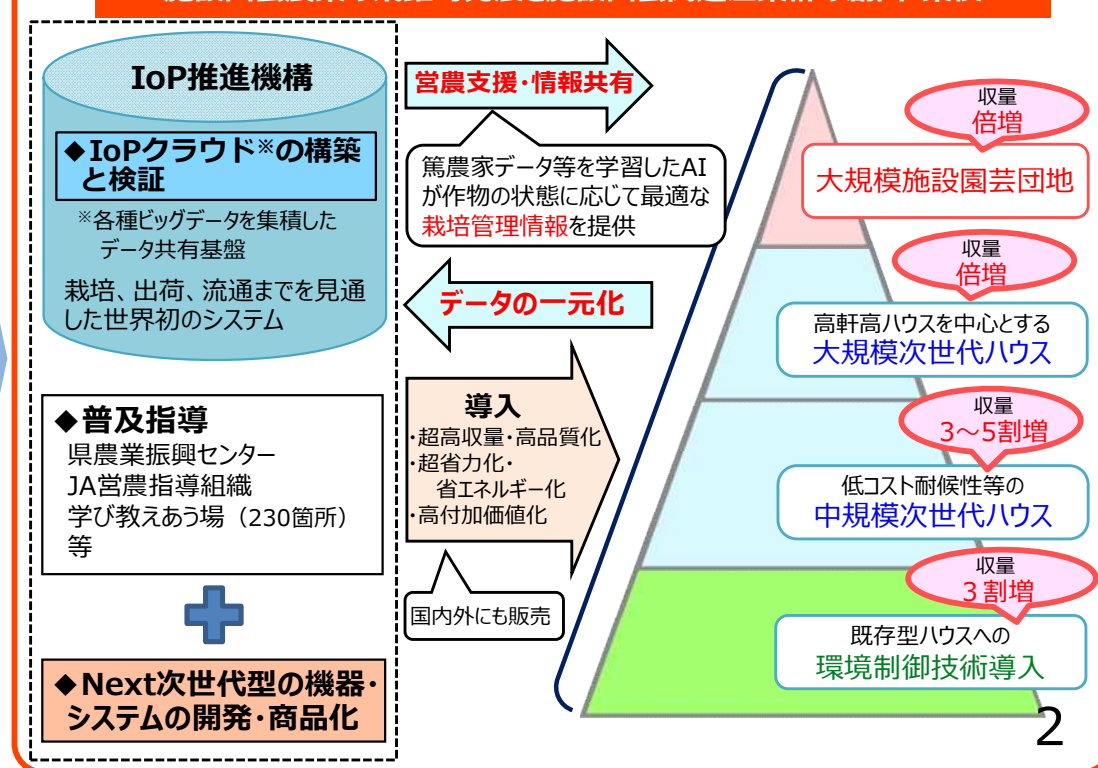 IoP推進機構
◆IoPクラウド※の構築
と検証
※各種ビッグデータを集積した
データ共有基盤
栽培、出荷、流通までを見通
した世界初のシステム
◆普及指導
県農業振興センター
JA営農指導組織
学び教えあう場（230箇所）
等
◆Next次世代型の機器・
システムの開発・商品化
営農支援・情報共有
篤農家データ等を学習したAI
が作物の状態に応じて最適な
栽培管理情報を提供
データの一元化
導入
・超高収量・高品質化
・超省力化・
省エネルギー化
・高付加価値化
国内外にも販売
収量
倍増
大規模施設園芸団地
収量
倍増
高軒高ハウスを中心とする
大規模次世代ハウス
収量
3～5割増
低コスト耐候性等の
中規模次世代ハウス
収量
３割増
既存型ハウスへの
環境制御技術導入
2